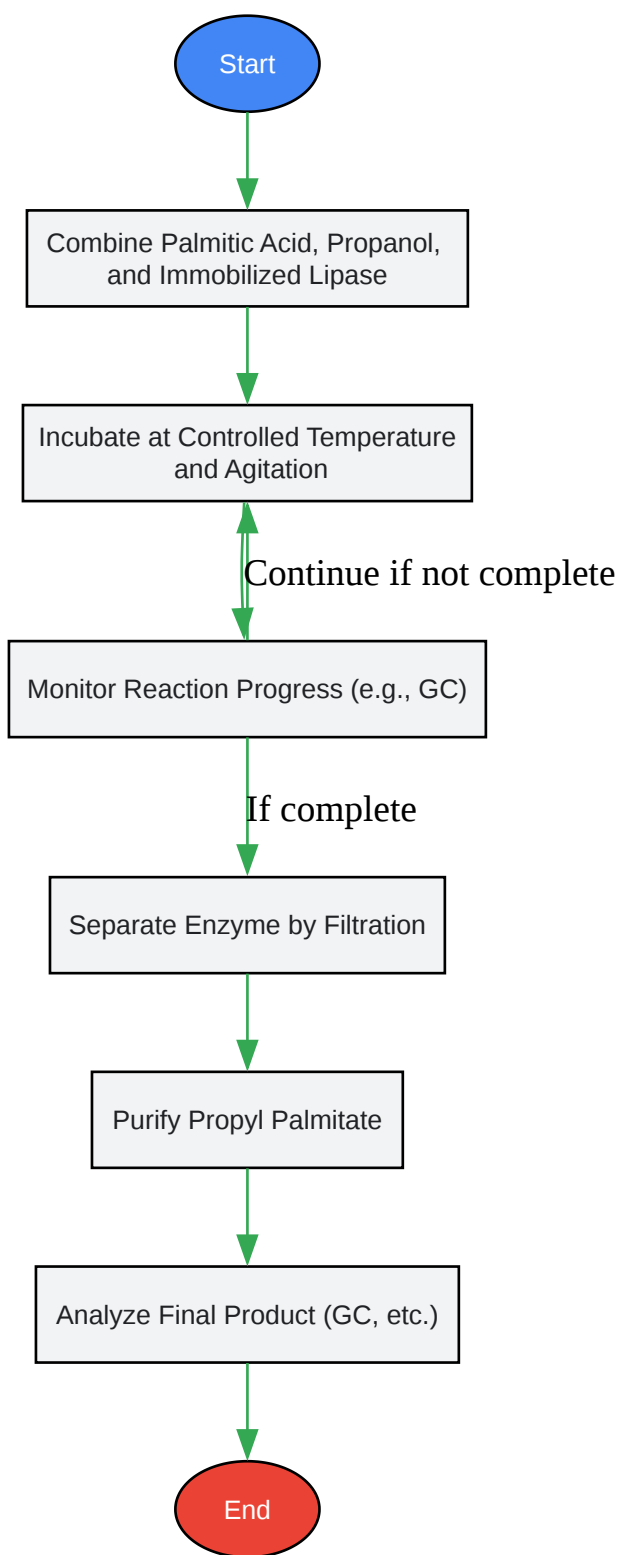 Start
Combine Palmitic Acid, Propanol,
and Immobilized Lipase
Incubate at Controlled Temperature
and Agitation
Continue if not complete
Monitor Reaction Progress (e.g., GC)
If complete
Separate Enzyme by Filtration
Purify Propyl Palmitate
Analyze Final Product (GC, etc.)
End